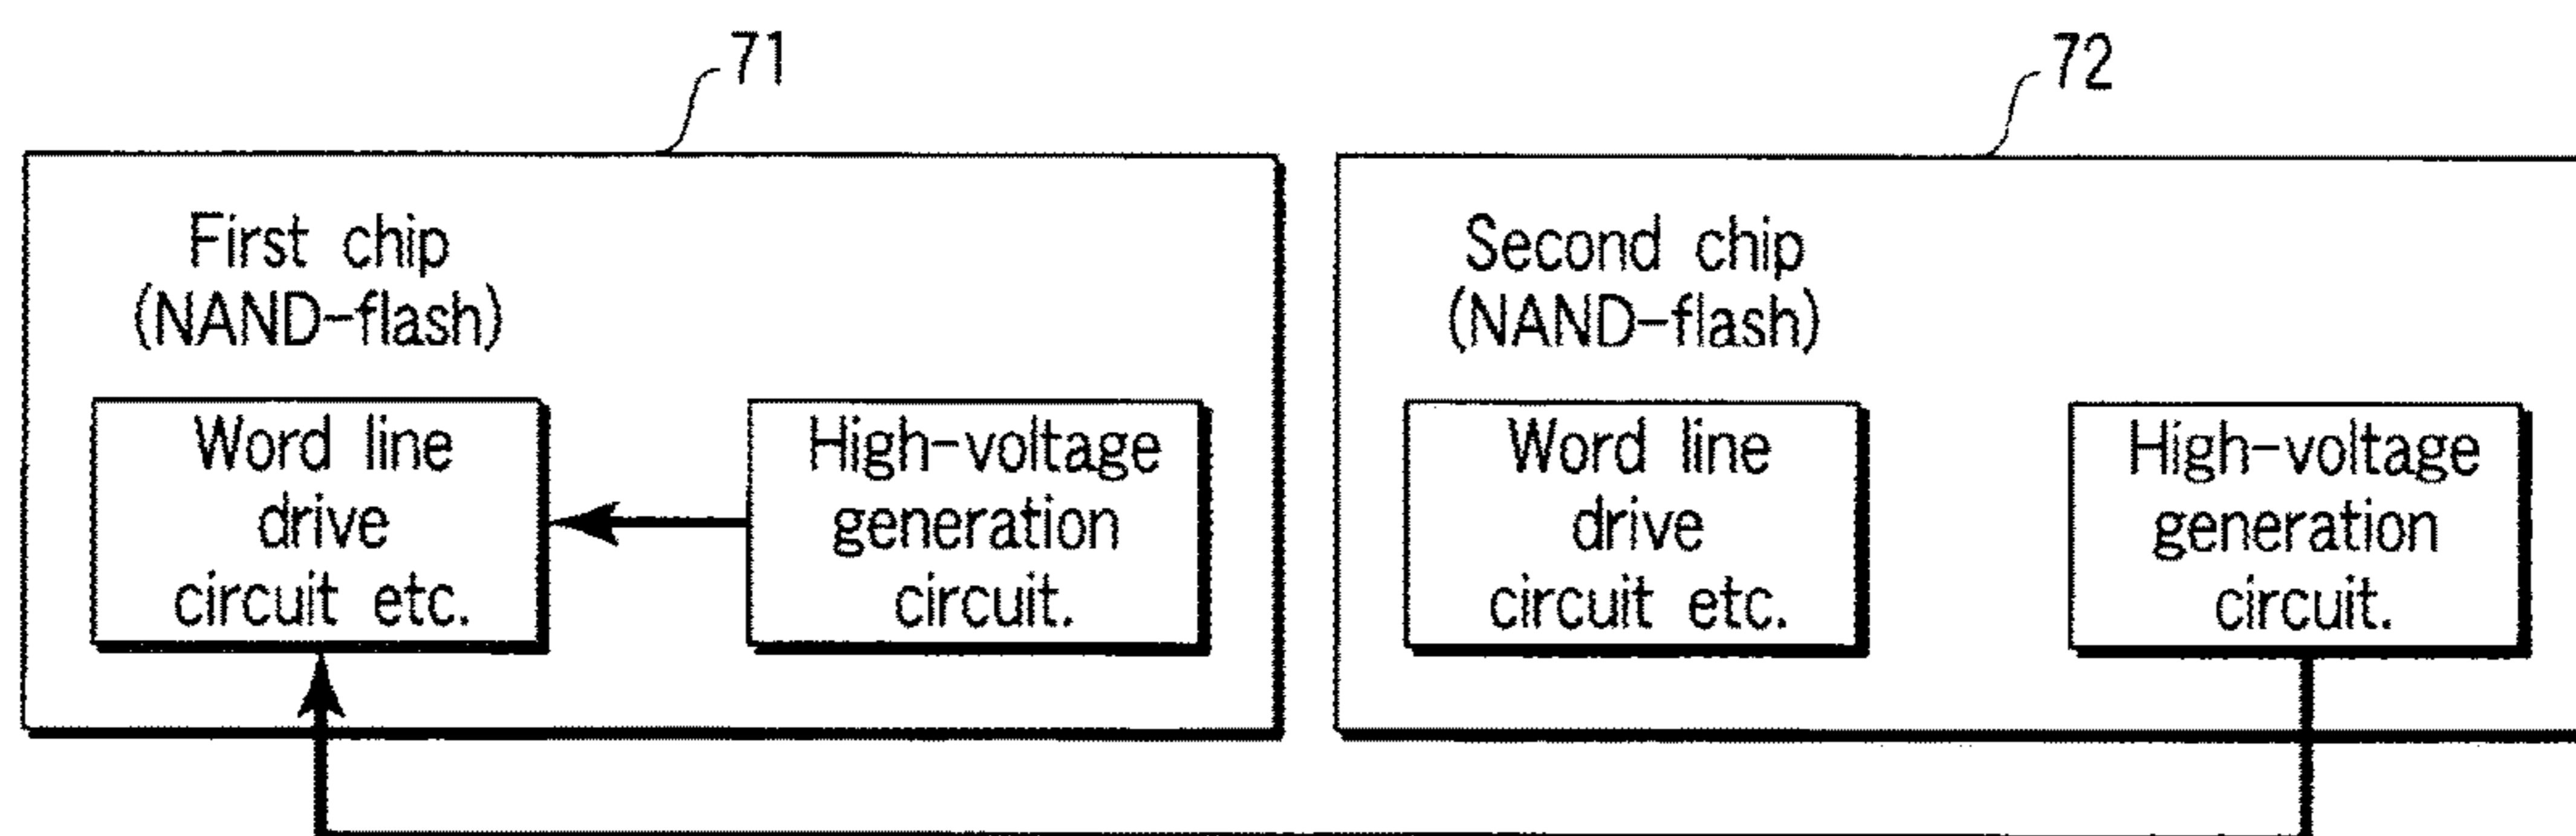 71
72
First chip
(NAND-flash)
Second chip
(NAND-flash)
Word line
drive
circuit etc.
High-voltage
generation
circuit.
Word line
drive
circuit etc.
High-voltage
generation
circuit.